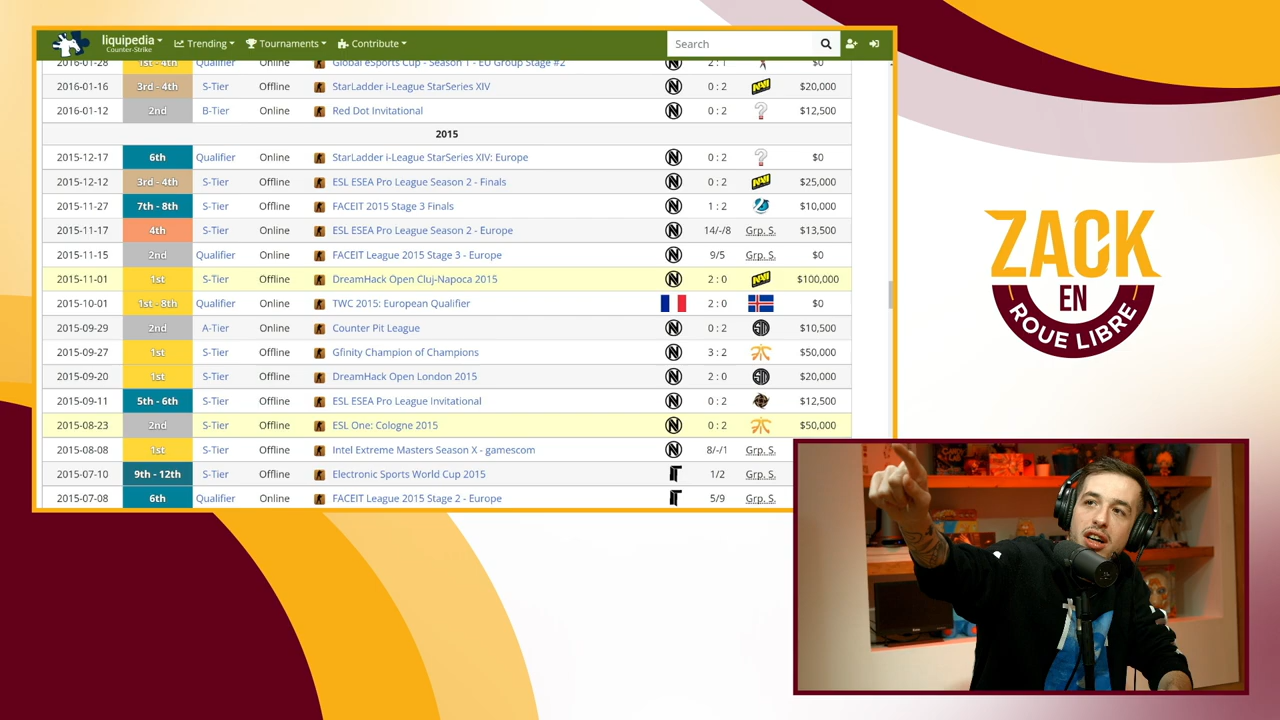 liquipedia
Counter-Strike
Trending
Tournaments
Contribute
Search
2016-01-28 1st - 4th Qualifier Online Global eSports Cup - Season 1 - EU Group Stage #2 2 : 1 $0
2016-01-16 3rd - 4th S-Tier Offline StarLadder i-League StarSeries XIV 0 : 2 $20,000
2016-01-12 2nd B-Tier Online Red Dot Invitational 0 : 2 $12,500
2015
2015-12-17 6th Qualifier Online StarLadder i-League StarSeries XIV: Europe 0 : 2 $0
2015-12-12 3rd - 4th S-Tier Offline ESL ESEA Pro League Season 2 - Finals 0 : 2 $25,000
2015-11-27 7th - 8th S-Tier Offline FACEIT 2015 Stage 3 Finals 1 : 2 $10,000
2015-11-17 4th S-Tier Offline ESL ESEA Pro League Season 2 - Europe 14/-/8 Grp. S. $13,500
2015-11-15 2nd Qualifier Online FACEIT League 2015 Stage 3 - Europe 9/5 Grp. S. $0
2015-11-01 1st S-Tier Offline DreamHack Open Cluj-Napoca 2015 2 : 0 $100,000
2015-10-01 1st - 8th Qualifier Online TWC 2015: European Qualifier 2 : 0 $0
2015-09-29 2nd A-Tier Online Counter Pit League 0 : 2 $10,500
2015-09-27 1st S-Tier Offline Gfinity Champion of Champions 3 : 2 $50,000
2015-09-20 1st S-Tier Offline DreamHack Open London 2015 2 : 0 $20,000
2015-09-11 5th - 6th S-Tier Offline ESL ESEA Pro League Invitational 0 : 2 $12,500
2015-08-23 2nd S-Tier Offline ESL One: Cologne 2015 0 : 2 $50,000
2015-08-08 1st S-Tier Offline Intel Extreme Masters Season X - gamescom 8/-/1 Grp. S.
2015-07-10 9th - 12th S-Tier Offline Electronic Sports World Cup 2015 1/2 Grp. S.
2015-07-08 6th Qualifier Online FACEIT League 2015 Stage 2 - Europe 5/9 Grp. S.
ZACK
EN
ROUE LIBRE